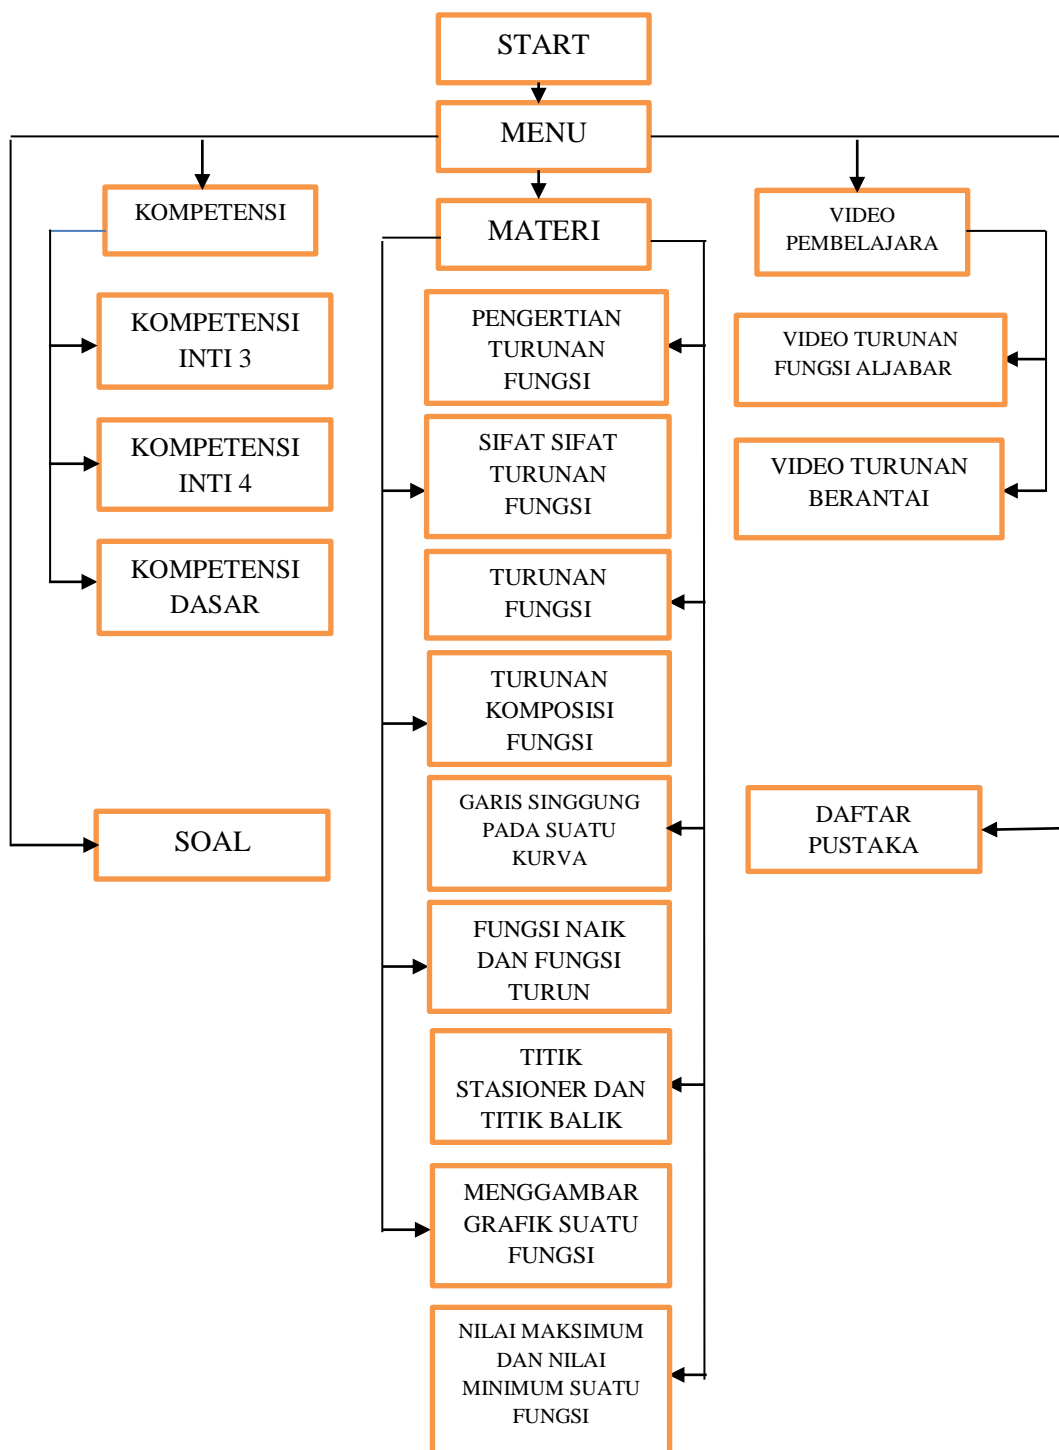 START
MENU
KOMPETENSI
KOMPETENSI
INTI 3
KOMPETENSI
INTI 4
KOMPETENSI
DASAR
SOAL
MATERI
PENGERTIAN
TURUNAN
FUNGSI
SIFAT SIFAT
TURUNAN
FUNGSI
TURUNAN
FUNGSI
TURUNAN
KOMPOSISI
FUNGSI
GARIS SINGGUNG
PADA SUATU
KURVA
FUNGSI NAIK
DAN FUNGSI
TURUN
TITIK
STASIONER DAN
TITIK BALIK
MENGGAMBAR
GRAFIK SUATU
FUNGSI
NILAI MAKSIMUM
DAN NILAI
MINIMUM SUATU
FUNGSI
VIDEO
PEMBELAJARA
VIDEO TURUNAN
FUNGSI ALJABAR
VIDEO TURUNAN
BERANTAI
DAFTAR
PUSTAKA